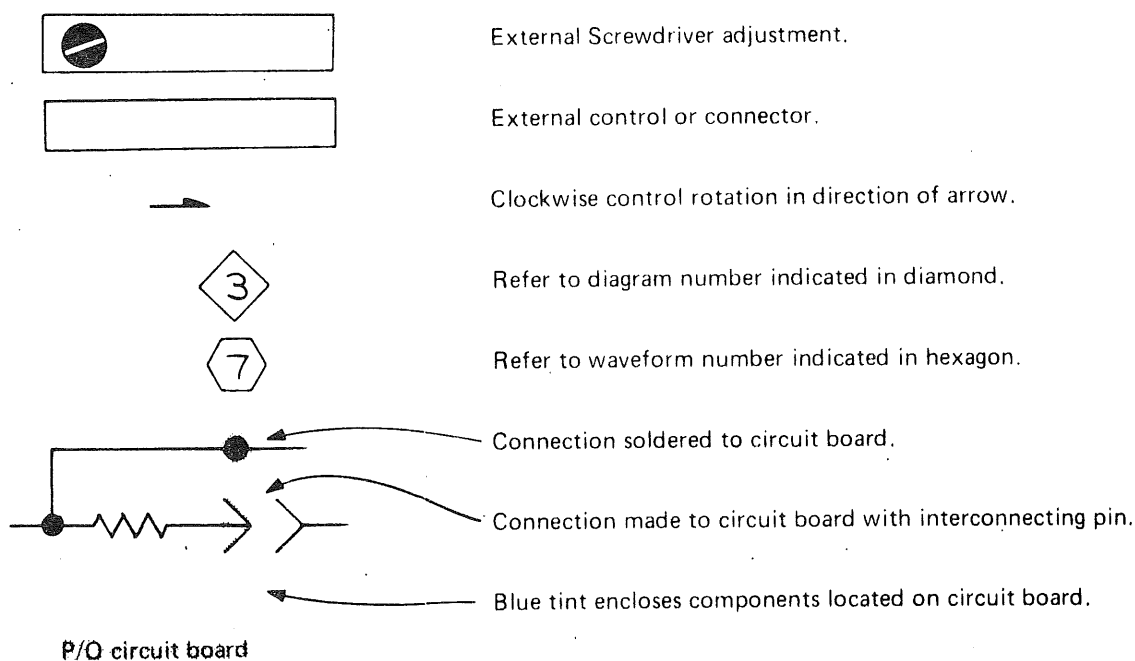 External Screwdriver adjustment.
External control or connector.
Clockwise control rotation in direction of arrow.
3
Refer to diagram number indicated in diamond.
7
Refer to waveform number indicated in hexagon.
Connection soldered to circuit board.
Connection made to circuit board with interconnecting pin.
Blue tint encloses components located on circuit board.
P/O circuit board